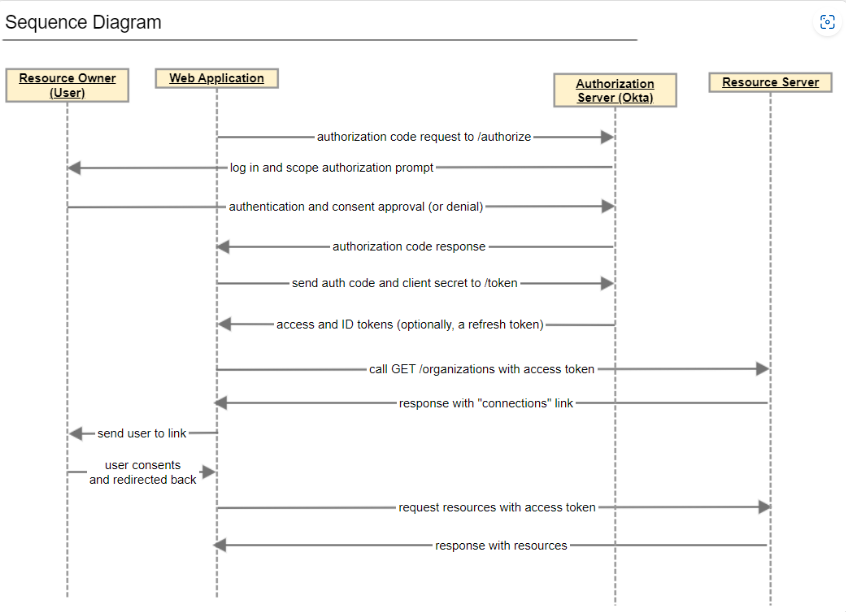 Sequence Diagram
Resource Owner
(User)
Web Application
Authorization
Server (Okta)
Resource Server
authorization code request to /authorize
log in and scope authorization prompt
authentication and consent approval (or denial)
authorization code response
send auth code and client secret to /token
access and ID tokens (optionally, a refresh token)
call GET /organizations with access token
response with "connections" link
send user to link
user consents
and redirected back
request resources with access token
response with resources